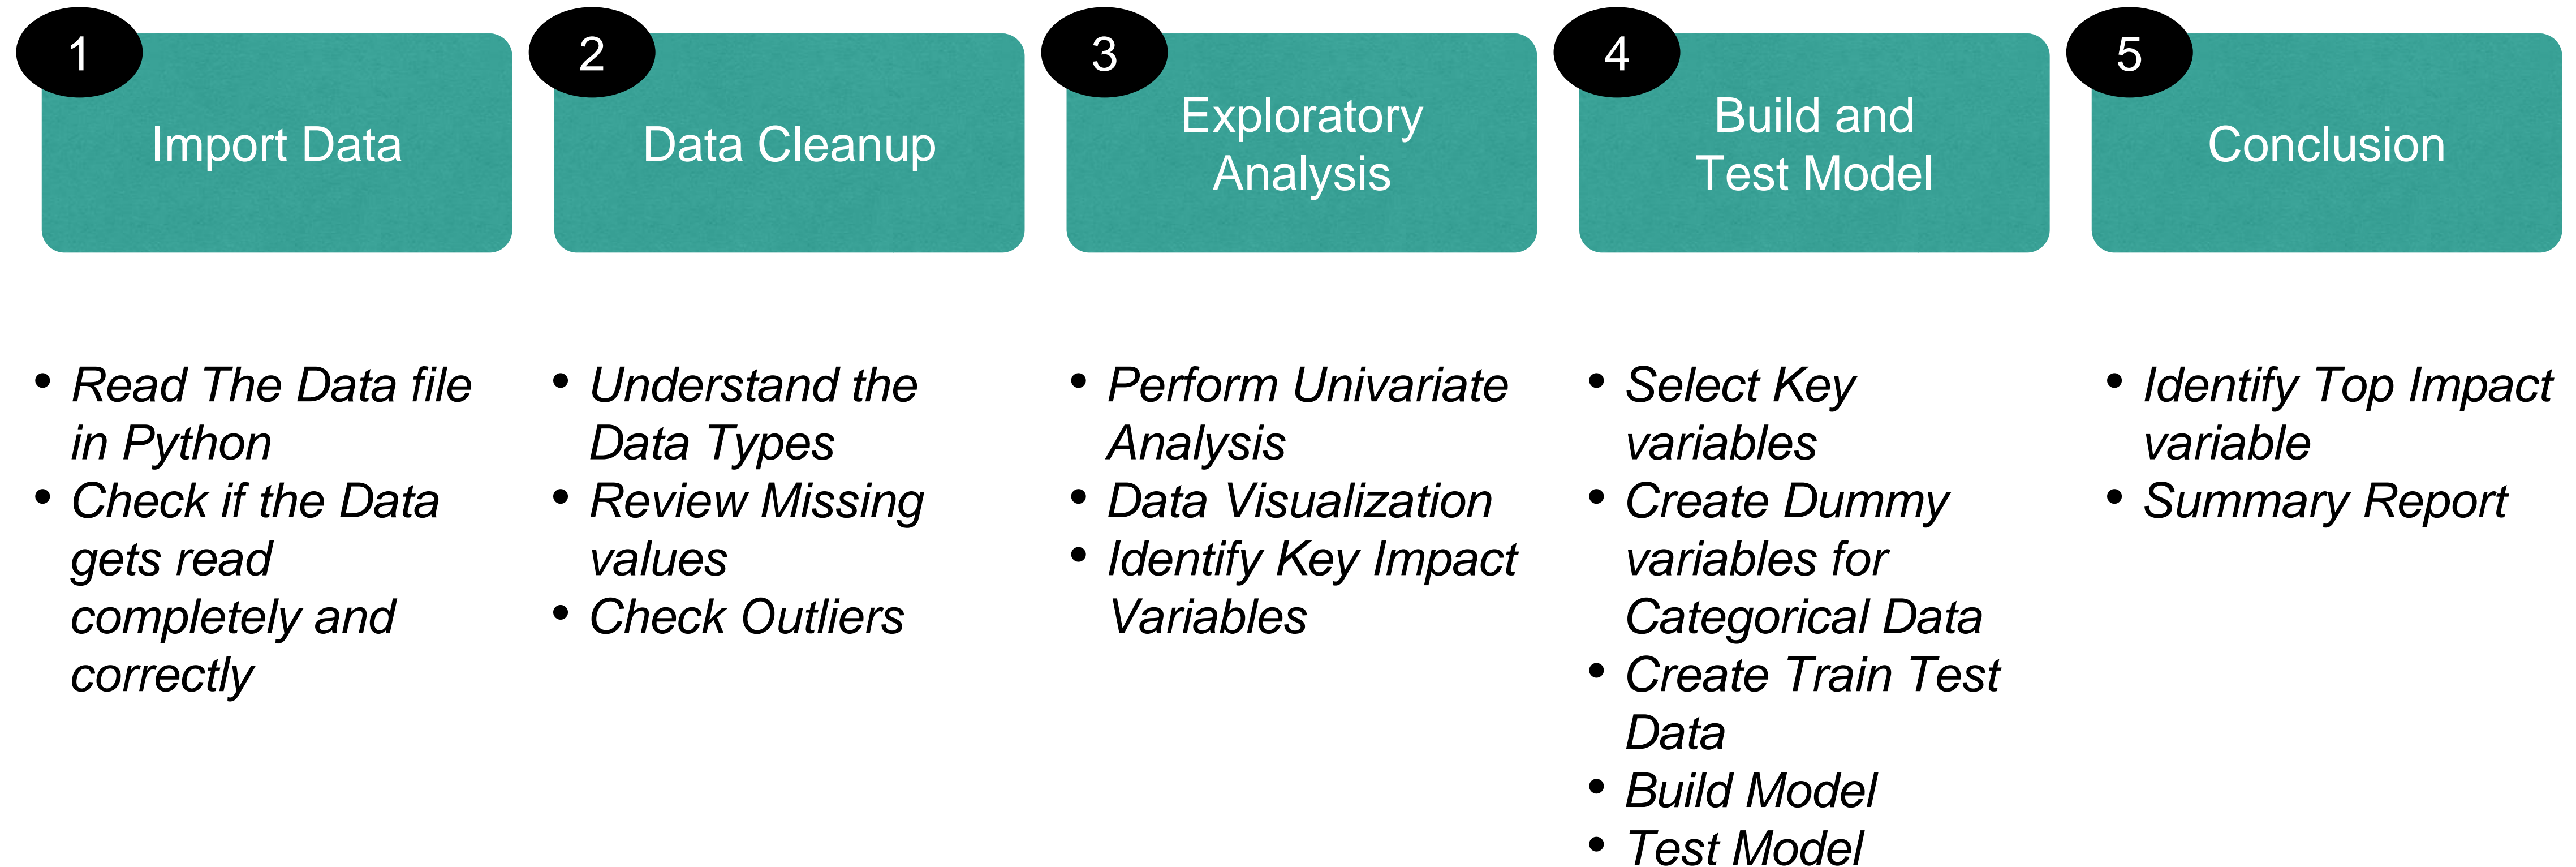 1
Import Data
• Read The Data file
in Python
• Check if the Data
gets read
completely and
correctly
2
Data Cleanup
• Understand the
Data Types
• Review Missing
values
• Check Outliers
3
Exploratory
Analysis
• Perform Univariate
Analysis
• Data Visualization
• Identify Key Impact
Variables
4
Build and
Test Model
• Select Key
variables
• Create Dummy
variables for
Categorical Data
• Create Train Test
Data
• Build Model
• Test Model
5
Conclusion
• Identify Top Impact
variable
• Summary Report